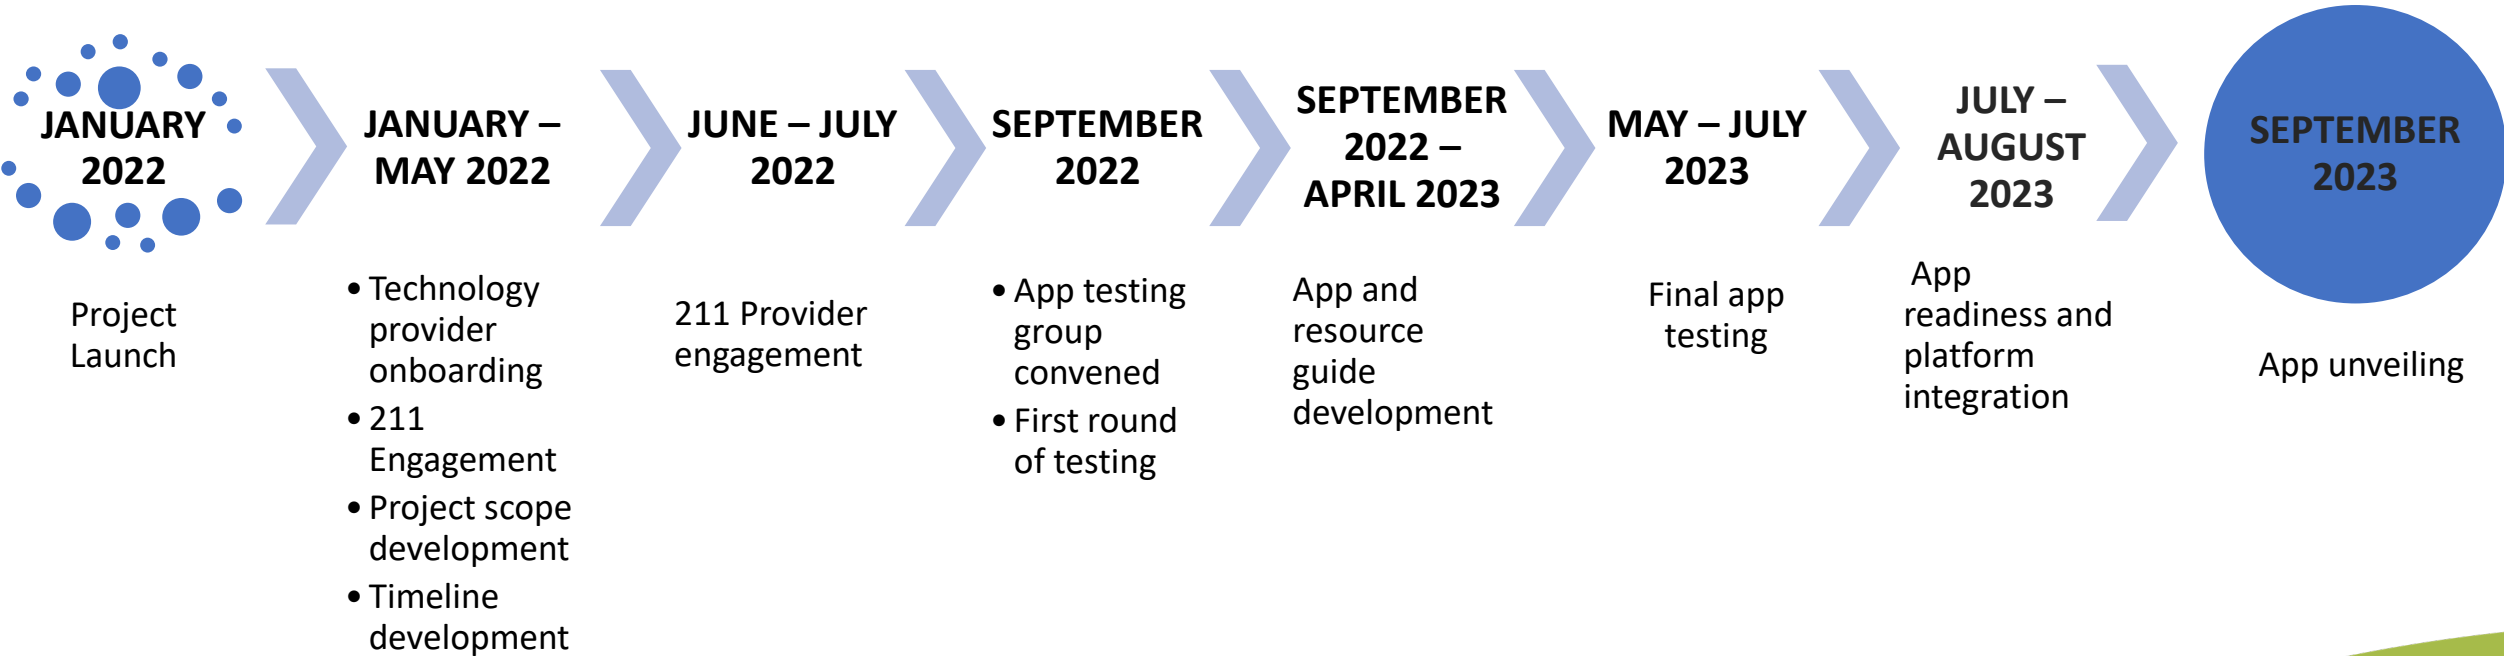 JANUARY
2022
Project
Launch
JANUARY –
MAY 2022
• Technology
provider
onboarding
• 211
Engagement
• Project scope
development
• Timeline
development
JUNE – JULY
2022
211 Provider
engagement
SEPTEMBER
2022
• App testing
group
convened
• First round
of testing
SEPTEMBER
2022 –
APRIL 2023
App and
resource
guide
development
MAY – JULY
2023
Final app
testing
JULY –
AUGUST
2023
App
readiness and
platform
integration
SEPTEMBER
2023
App unveiling